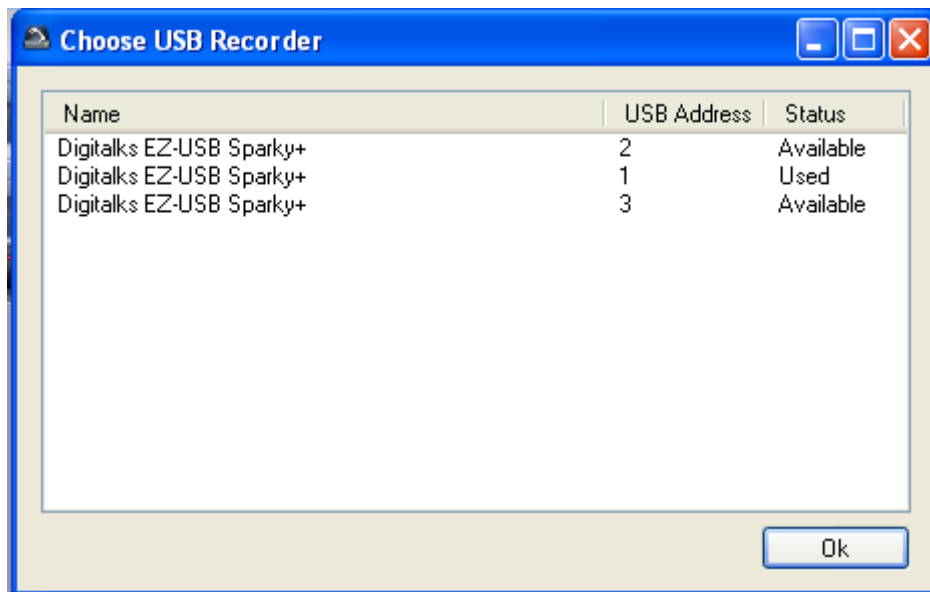 Choose USB Recorder
Name USB Address Status
Digitalks EZ-USB Sparky+ 2 Available
Digitalks EZ-USB Sparky+ 1 Used
Digitalks EZ-USB Sparky+ 3 Available
Ok